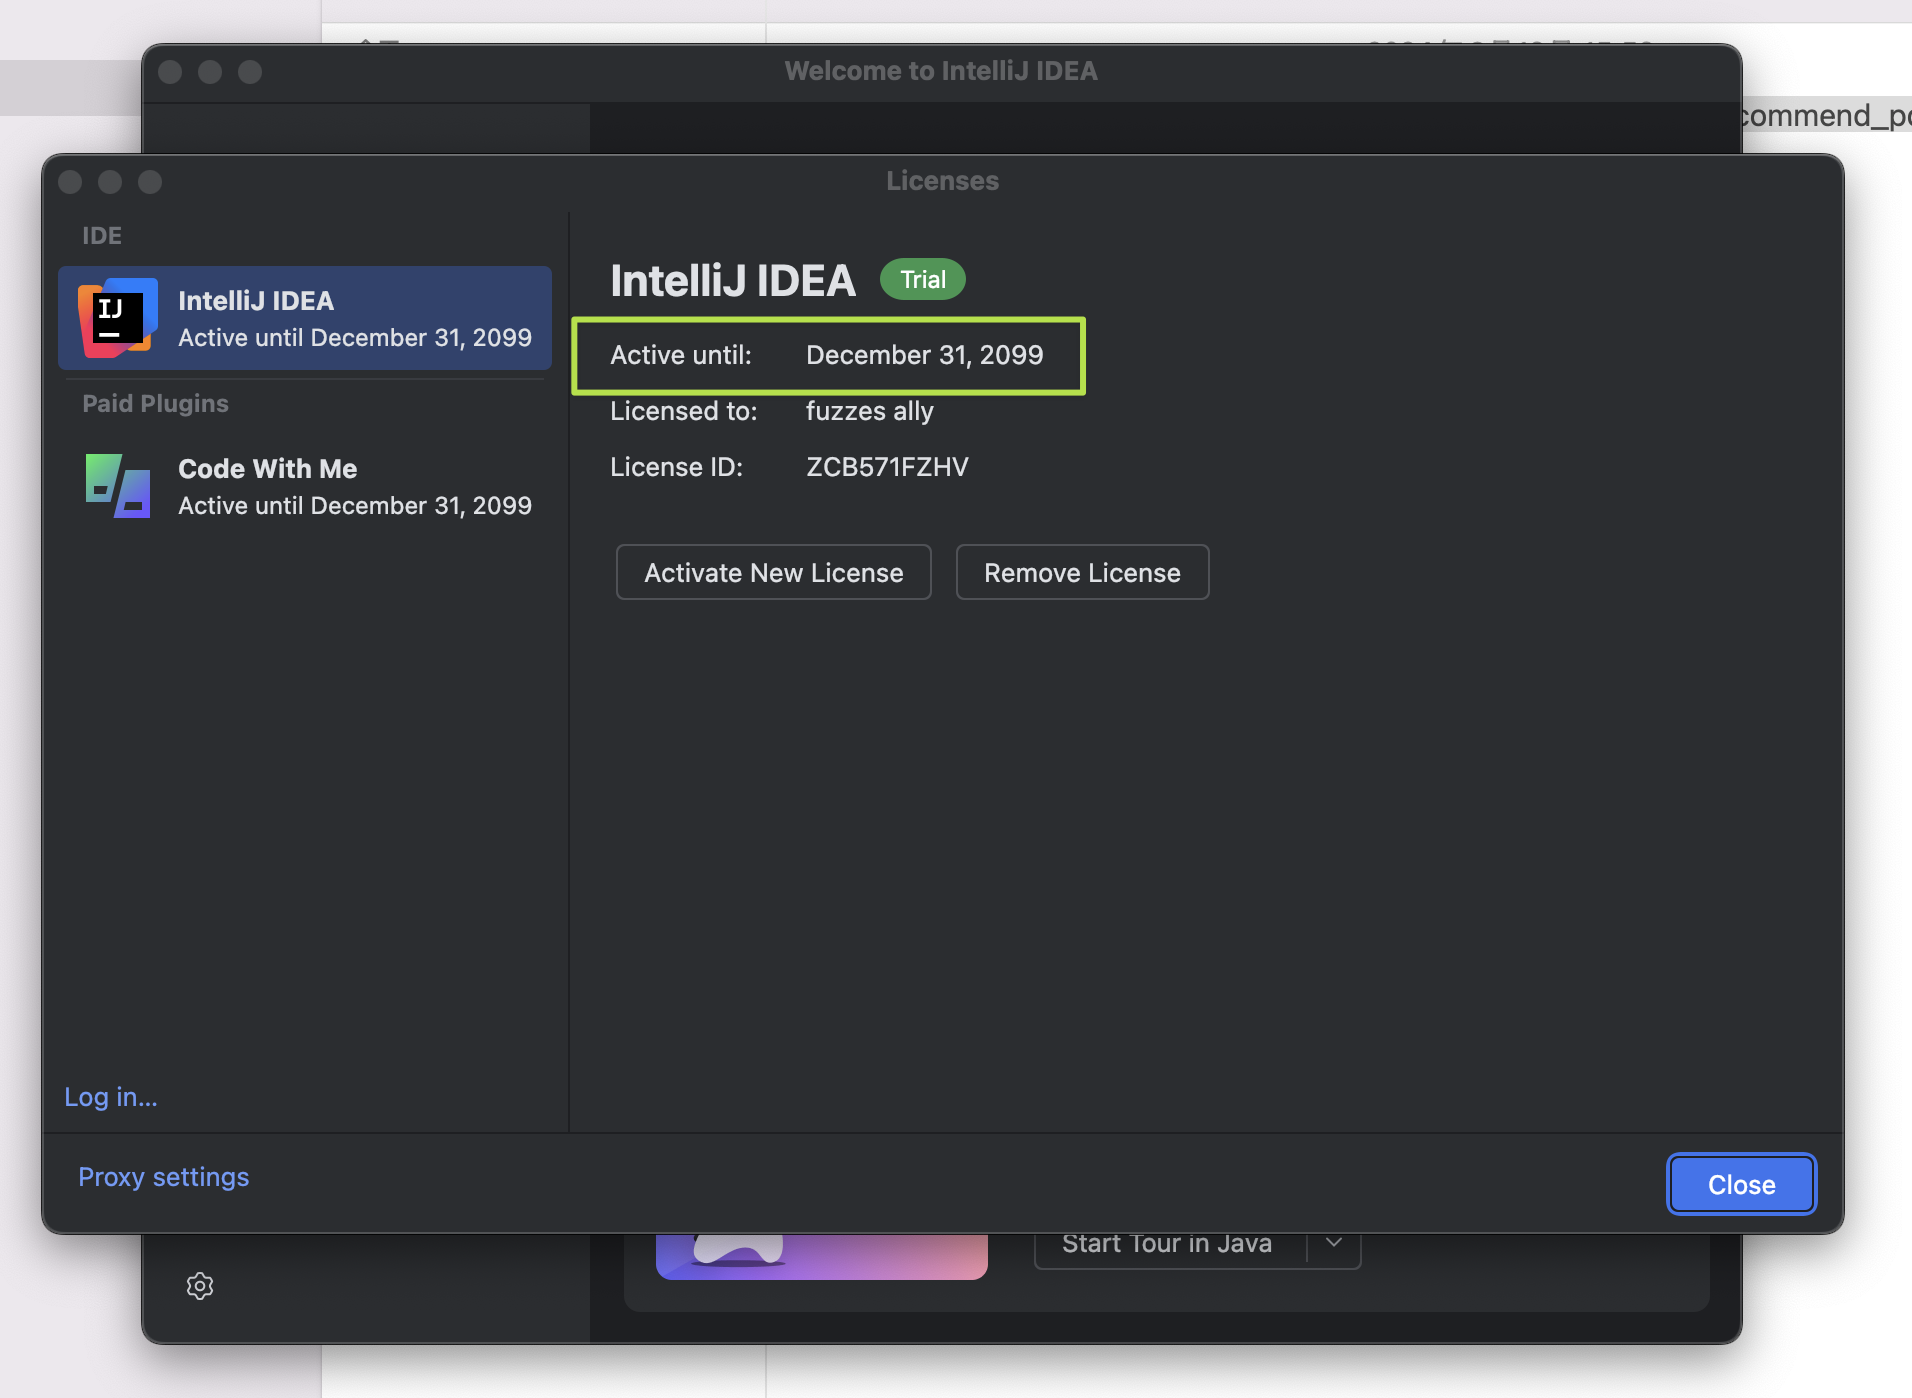 Welcome to IntelliJ IDEA
commend_po
Licenses
IDE
IntelliJ IDEA
Active until December 31, 2099
Paid Plugins
Code With Me
Active until December 31, 2099
IntelliJ IDEA Trial
Active until: December 31, 2099
Licensed to: fuzzes ally
License ID: ZCB571FZHV
Activate New License
Remove License
Log in...
Proxy settings
Close
Start Tour in Java